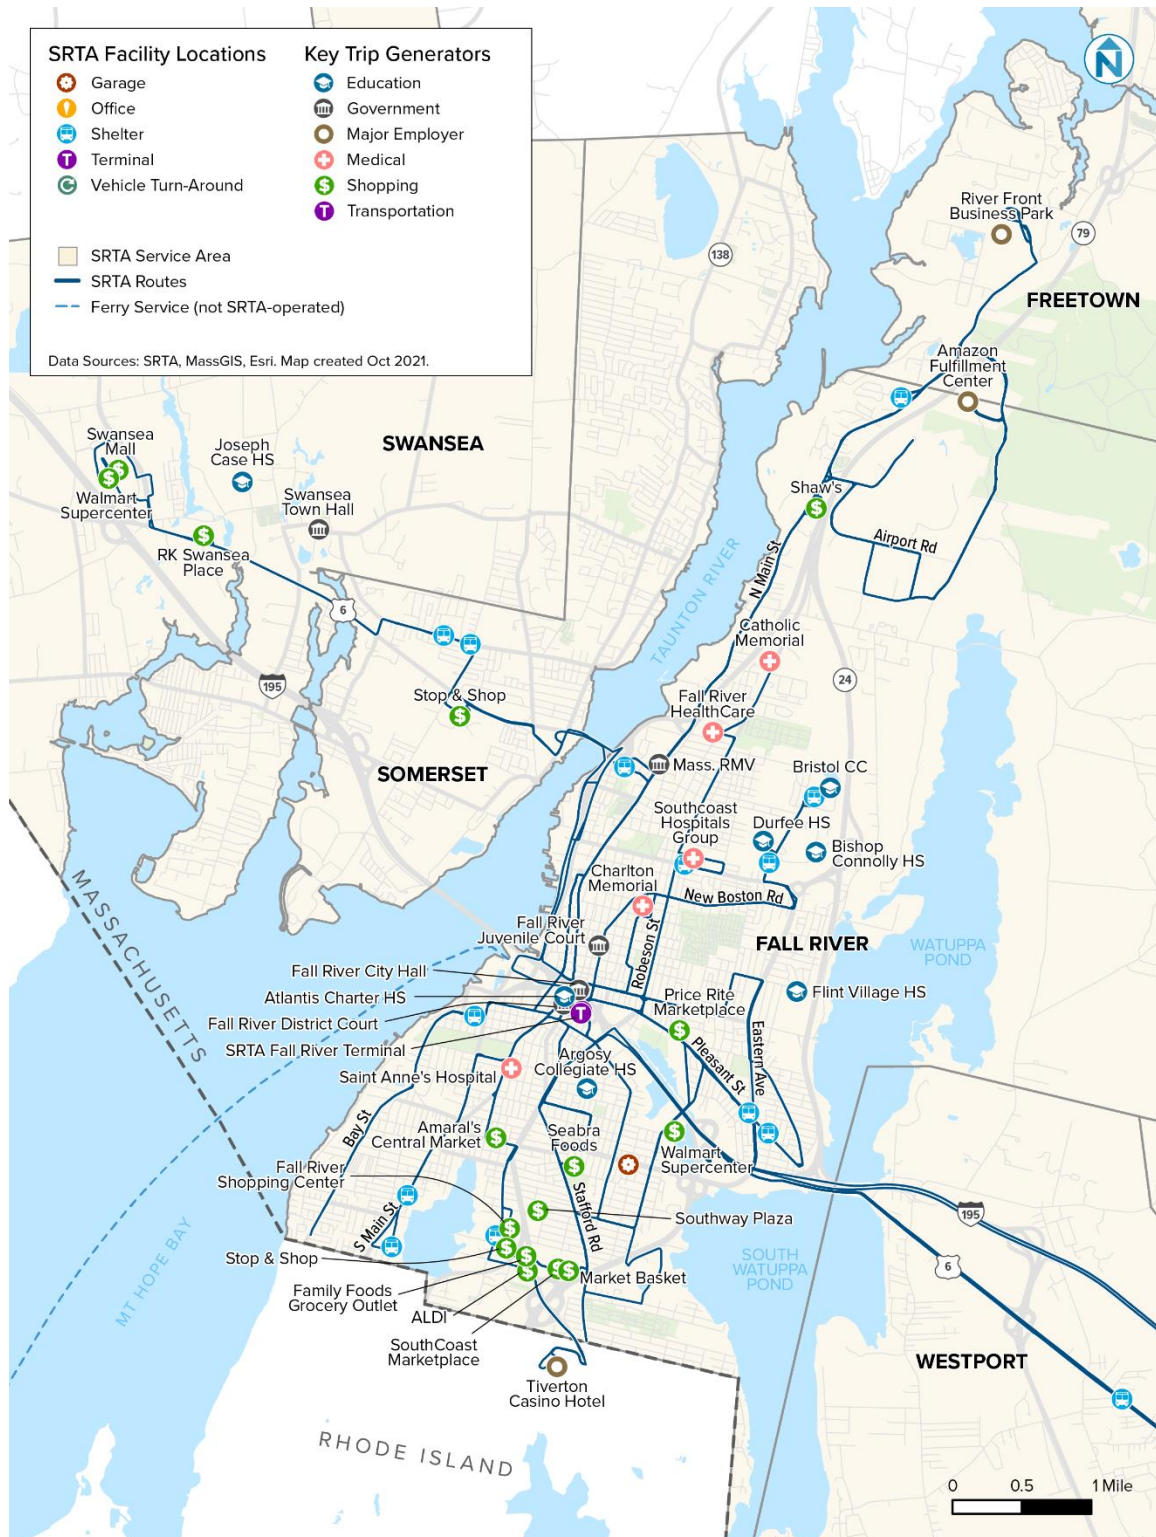 SRTA Facility Locations
Garage
Office
Shelter
T Terminal
Vehicle Turn-Around
Key Trip Generators
Education
Government
Major Employer
Medical
$ Shopping
T Transportation
SRTA Service Area
SRTA Routes
Ferry Service (not SRTA-operated)
Data Sources: SRTA, MassGIS, Esri. Map created Oct 2021.
N
138
79
River Front
Business Park
FREETOWN
Amazon
Fulfillment
Center
SWANSEA
Swansea
Mall
Joseph
Case HS
Walmart
Supercenter
Swansea
Town Hall
RK Swansea
Place
Shaw's
Airport Rd
N Main St
TAUNTON RIVER
6
195
24
Catholic
Memorial
Stop & Shop
Fall River
HealthCare
SOMERSET
Mass. RMV
Bristol CC
Southcoast
Hospitals
Group
Durfee HS
Bishop
Connolly HS
Charlton
Memorial
New Boston Rd
MASSACHUSETTS
Fall River
Juvenile Court
Robeson St
FALL RIVER
WATUPPA
POND
Fall River City Hall
Atlantis Charter HS
Fall River District Court
SRTA Fall River Terminal
T
Price Rite
Marketplace
Flint Village HS
Pleasant St
Eastern Ave
Argosy
Collegiate HS
Saint Anne's Hospital
Bay St
Amaral's
Central Market
Seabra
Foods
Walmart
Supercenter
Fall River
Shopping Center
S Main St
Stafford Rd
Southway Plaza
195
Stop & Shop
Family Foods
Grocery Outlet
ALDI
SouthCoast
Marketplace
Market Basket
SOUTH
WATUPPA
POND
6
MT HOPE BAY
Tiverton
Casino Hotel
WESTPORT
RHODE ISLAND
0 0.5 1 Mile